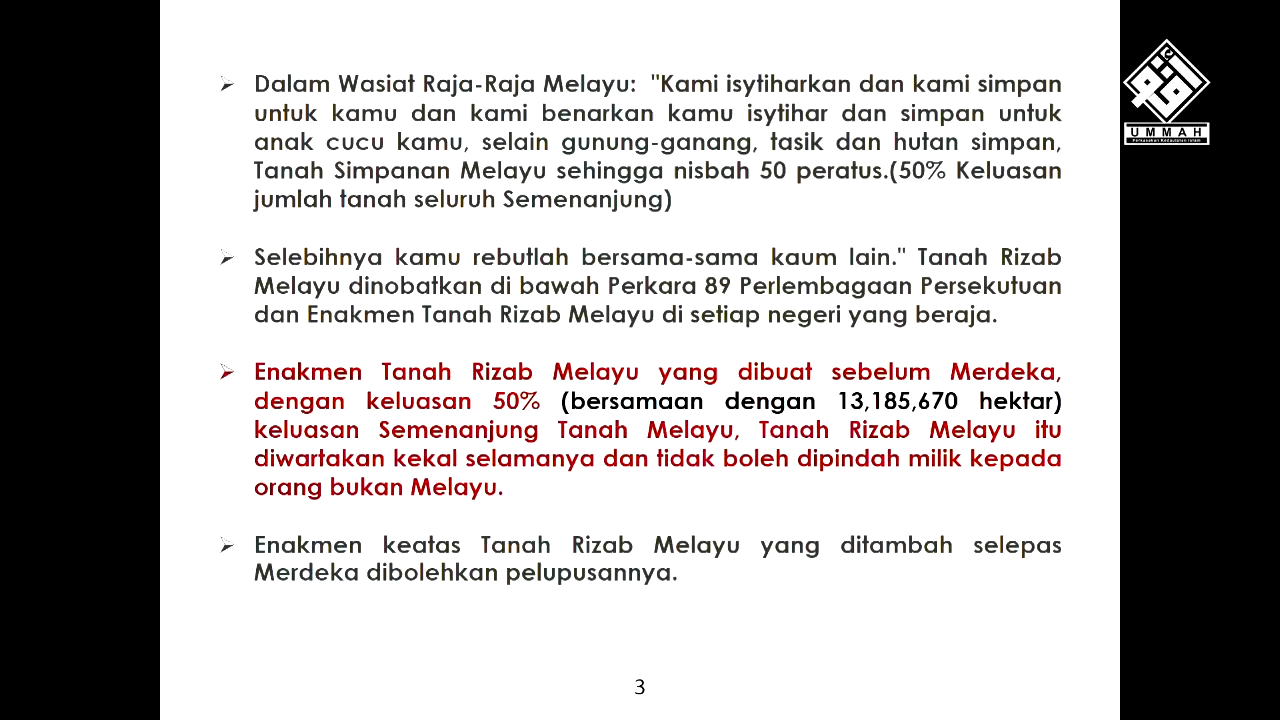 ➢ Dalam Wasiat Raja-Raja Melayu: "Kami isytiharkan dan kami simpan
untuk kamu dan kami benarkan kamu isytihar dan simpan untuk
anak cucu kamu, selain gunung-ganang, tasik dan hutan simpan,
Tanah Simpanan Melayu sehingga nisbah 50 peratus.(50% Keluasan
jumlah tanah seluruh Semenanjung)
➢ Selebihnya kamu rebutlah bersama-sama kaum lain." Tanah Rizab
Melayu dinobatkan di bawah Perkara 89 Perlembagaan Persekutuan
dan Enakmen Tanah Rizab Melayu di setiap negeri yang beraja.
➢ Enakmen Tanah Rizab Melayu yang dibuat sebelum Merdeka,
dengan keluasan 50% (bersamaan dengan 13,185,670 hektar)
keluasan Semenanjung Tanah Melayu, Tanah Rizab Melayu itu
diwartakan kekal selamanya dan tidak boleh dipindah milik kepada
orang bukan Melayu.
➢ Enakmen keatas Tanah Rizab Melayu yang ditambah selepas
Merdeka dibolehkan pelupusannya.
3
UMMAH
Perkasakan Kedaulatan Islam